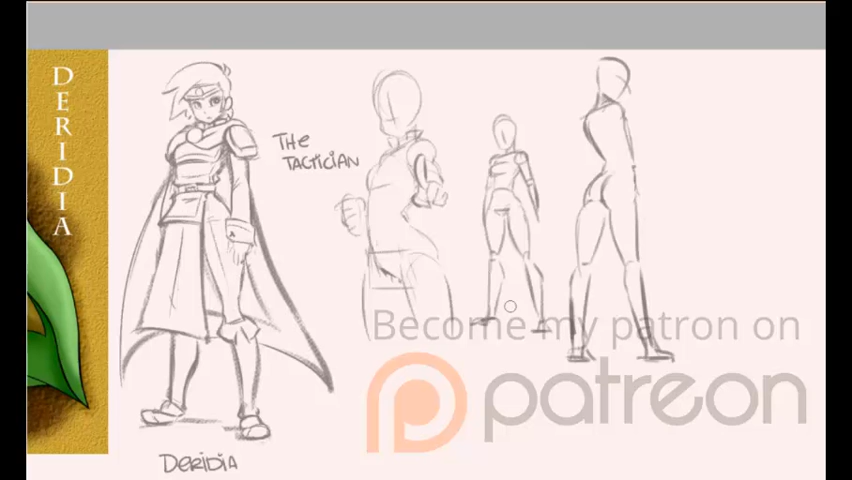 DERIDIA
THE
TACTICIAN
Become my patron on
patreon
DERIDIA